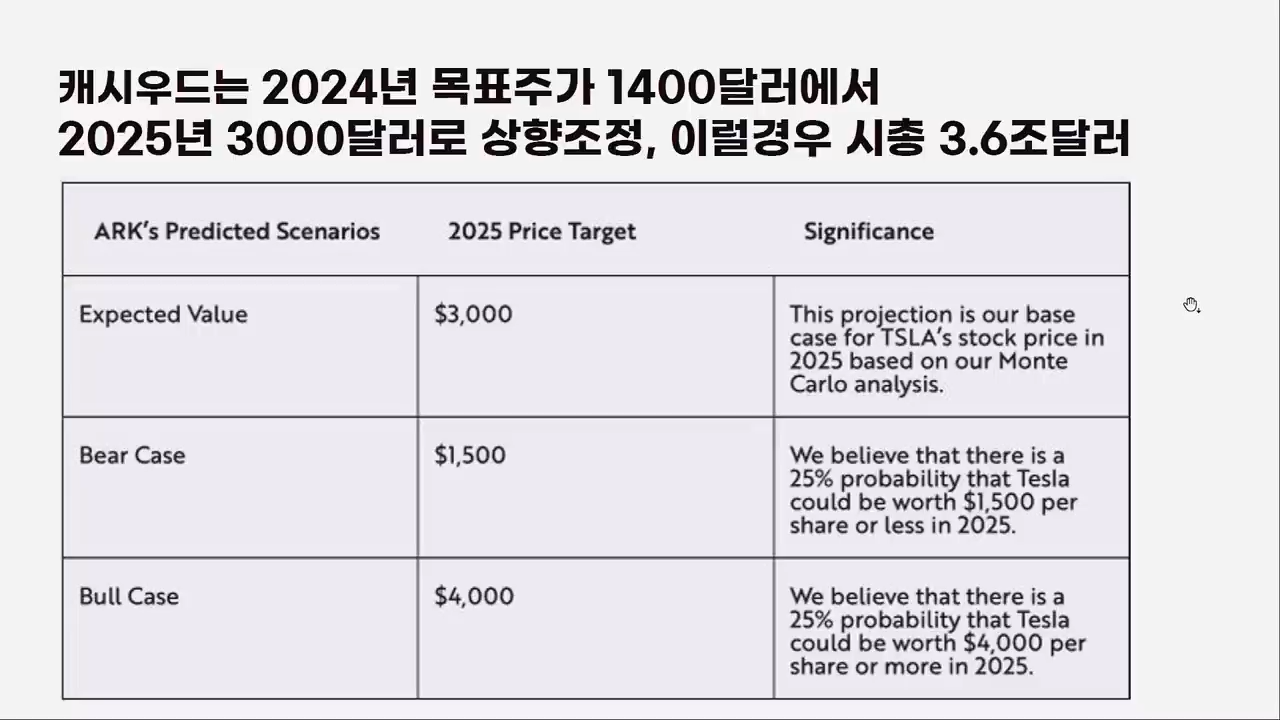 캐시우드는 2024년 목표주가 1400달러에서
2025년 3000달러로 상향조정, 이럴경우 시총 3.6조달러
ARK’s Predicted Scenarios
2025 Price Target
Significance
Expected Value
$3,000
This projection is our base
case for TSLA’s stock price in
2025 based on our Monte
Carlo analysis.
Bear Case
$1,500
We believe that there is a
25% probability that Tesla
could be worth $1,500 per
share or less in 2025.
Bull Case
$4,000
We believe that there is a
25% probability that Tesla
could be worth $4,000 per
share or more in 2025.